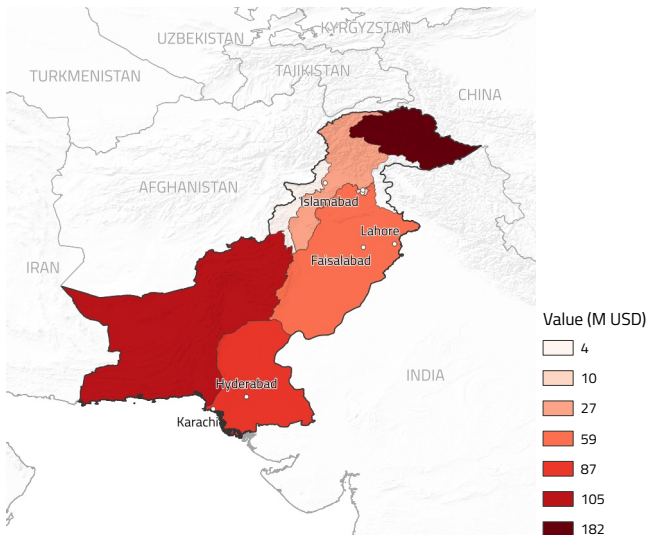 KYRGYZSTAN
UZBEKISTAN
TAJIKISTAN
TURKMENISTAN
CHINA
AFGHANISTAN
Islamabad
Lahore
Faisalabad
IRAN
Value (M USD)
4
10
27
59
87
105
182
INDIA
Hyderabad
Karachi